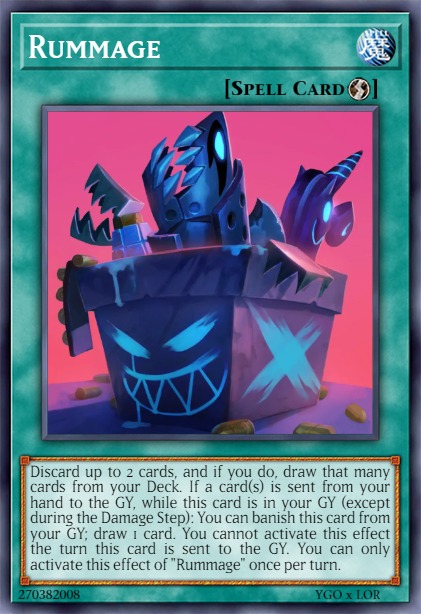 Rummage
[Spell Card]
Discard up to 2 cards, and if you do, draw that many
cards from your Deck. If a card(s) is sent from your
hand to the GY, while this card is in your GY (except
during the Damage Step): You can banish this card from
your GY; draw 1 card. You cannot activate this effect
the turn this card is sent to the GY. You can only
activate this effect of "Rummage" once per turn.
270382008 YGO x LOR